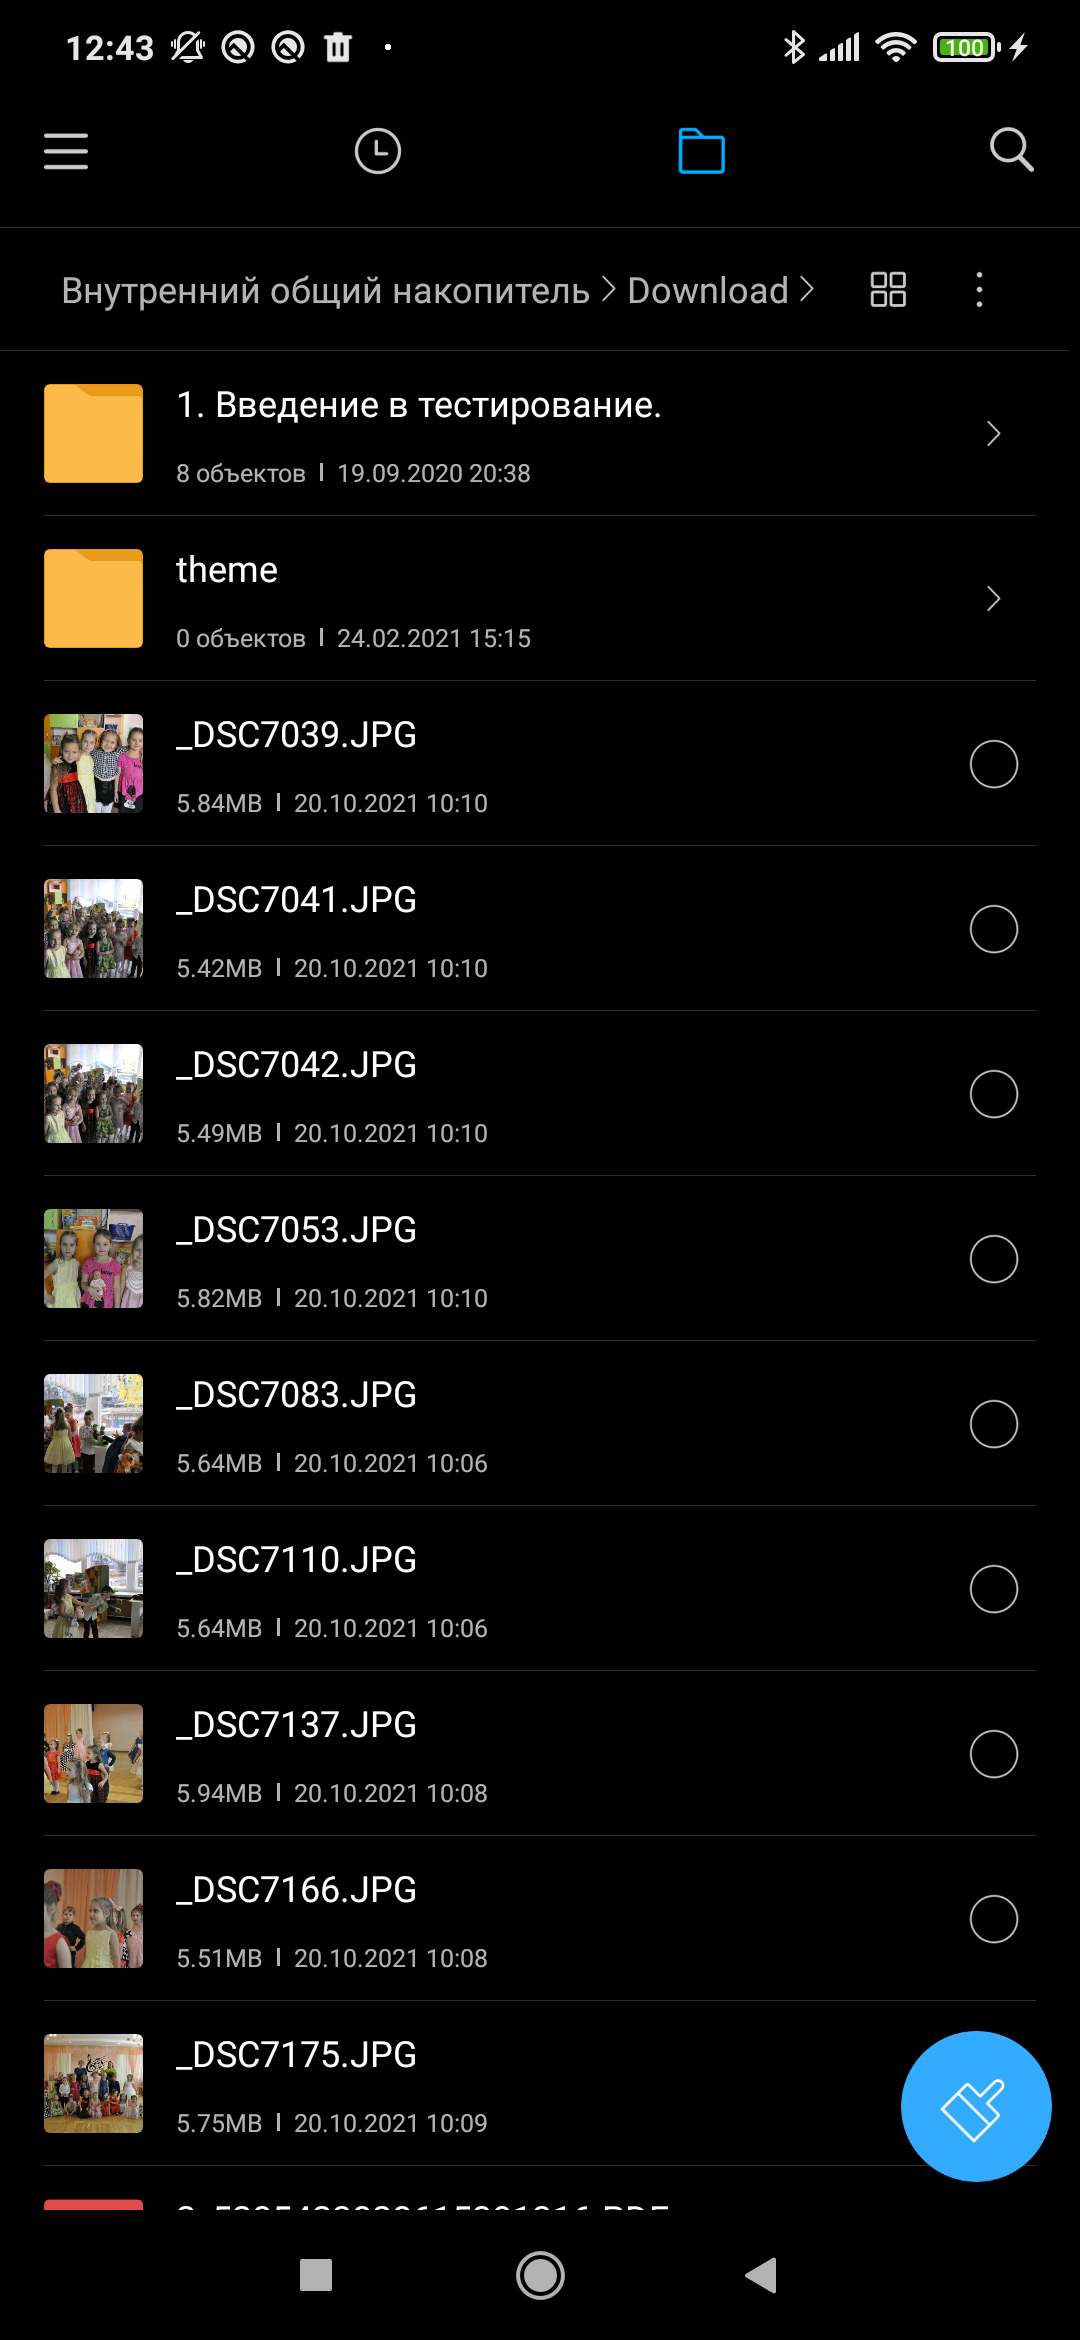 12:43
100
Внутренний общий накопитель > Download >
1. Введение в тестирование.
8 объектов | 19.09.2020 20:38
theme
0 объектов | 24.02.2021 15:15
_DSC7039.JPG
5.84MB | 20.10.2021 10:10
_DSC7041.JPG
5.42MB | 20.10.2021 10:10
_DSC7042.JPG
5.49MB | 20.10.2021 10:10
_DSC7053.JPG
5.82MB | 20.10.2021 10:10
_DSC7083.JPG
5.64MB | 20.10.2021 10:06
_DSC7110.JPG
5.64MB | 20.10.2021 10:06
_DSC7137.JPG
5.94MB | 20.10.2021 10:08
_DSC7166.JPG
5.51MB | 20.10.2021 10:08
_DSC7175.JPG
5.75MB | 20.10.2021 10:09